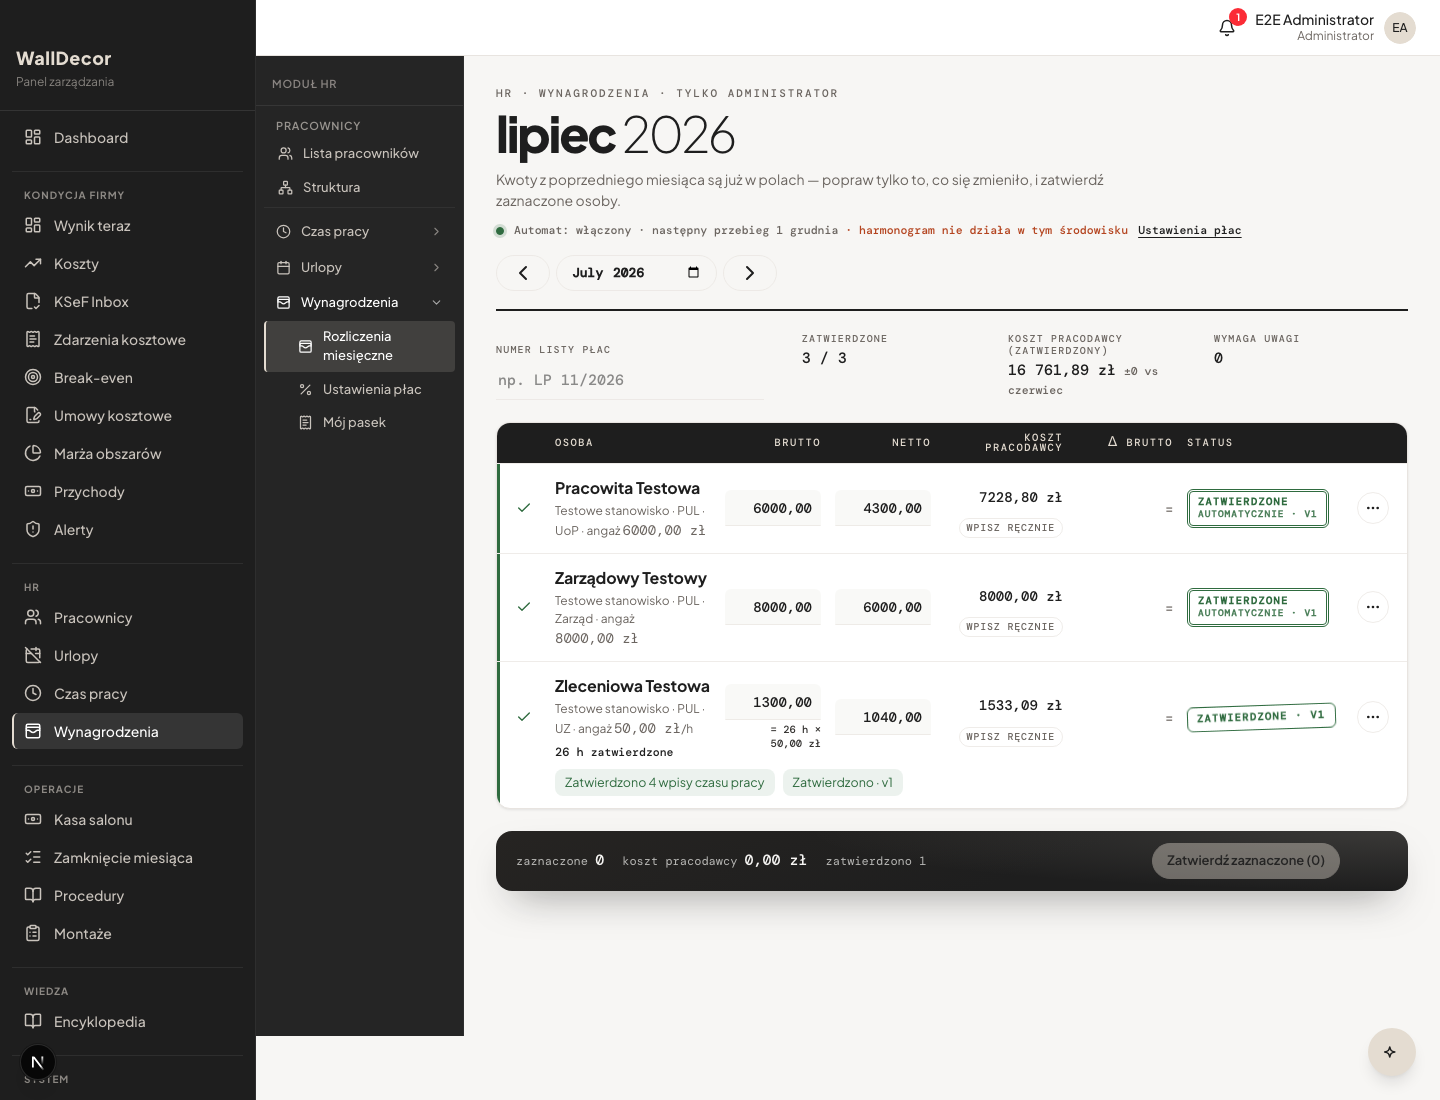 WallDecor
Panel zarządzania
Dashboard
KONDYCJA FIRMY
Wynik teraz
Koszty
KSeF Inbox
Zdarzenia kosztowe
Break-even
Umowy kosztowe
Marża obszarów
Przychody
Alerty
HR
Pracownicy
Urlopy
Czas pracy
Wynagrodzenia
OPERACJE
Kasa salonu
Zamknięcie miesiąca
Procedury
Montaże
WIEDZA
Encyklopedia
N
SYSTEM
MODUŁ HR
PRACOWNICY
Lista pracowników
Struktura
Czas pracy
Urlopy
Wynagrodzenia
Rozliczenia
miesięczne
Ustawienia płac
Mój pasek
1
E2E Administrator
Administrator
EA
HR · WYNAGRODZENIA · TYLKO ADMINISTRATOR
lipiec 2026
Kwoty z poprzedniego miesiąca są już w polach — popraw tylko to, co się zmieniło, i zatwierdź
zaznaczone osoby.
Automat: włączony · następny przebieg 1 grudnia · harmonogram nie działa w tym środowisku Ustawienia płac
July 2026
NUMER LISTY PŁAC
np. LP 11/2026
ZATWIERDZONE
3 / 3
KOSZT PRACODAWCY
(ZATWIERDZONY)
16 761,89 zł ±0 vs
czerwiec
WYMAGA UWAGI
0
OSOBA BRUTTO NETTO KOSZT PRACODAWCY Δ BRUTTO STATUS
Pracowita Testowa
Testowe stanowisko · PUL ·
UoP · angaż 6000,00 zł
6000,00
4300,00
7228,80 zł
WPISZ RĘCZNIE
=
ZATWIERDZONE
AUTOMATYCZNIE · V1
Zarządowy Testowy
Testowe stanowisko · PUL ·
Zarząd · angaż
8000,00 zł
8000,00
6000,00
8000,00 zł
WPISZ RĘCZNIE
=
ZATWIERDZONE
AUTOMATYCZNIE · V1
Zleceniowa Testowa
Testowe stanowisko · PUL ·
UZ · angaż 50,00 zł/h
26 h zatwierdzone
1300,00
= 26 h ×
50,00 zł
1040,00
1533,09 zł
WPISZ RĘCZNIE
=
ZATWIERDZONE · V1
Zatwierdzono 4 wpisy czasu pracy
Zatwierdzono · v1
zaznaczone 0 koszt pracodawcy 0,00 zł zatwierdzono 1
Zatwierdź zaznaczone (0)